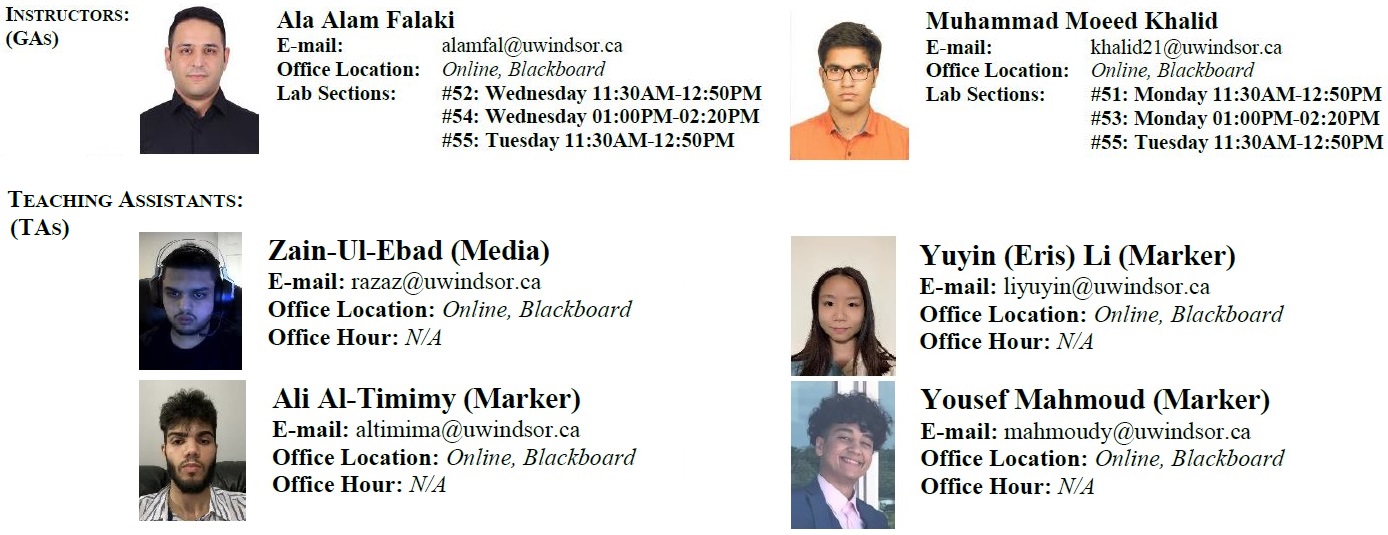 INSTRUCTORS:
(GAS)
Ala Alam Falaki
E-mail: alamfal@uwindsor.ca
Office Location: Online, Blackboard
Lab Sections: #52: Wednesday 11:30AM-12:50PM
#54: Wednesday 01:00PM-02:20PM
#55: Tuesday 11:30AM-12:50PM
Muhammad Moeed Khalid
E-mail: khalid21@uwindsor.ca
Office Location: Online, Blackboard
Lab Sections: #51: Monday 11:30AM-12:50PM
#53: Monday 01:00PM-02:20PM
#55: Tuesday 11:30AM-12:50PM
TEACHING ASSISTANTS:
(TAS)
Zain-Ul-Ebad (Media)
E-mail: razaz@uwindsor.ca
Office Location: Online, Blackboard
Office Hour: N/A
Yuyin (Eris) Li (Marker)
E-mail: liyuyin@uwindsor.ca
Office Location: Online, Blackboard
Office Hour: N/A
Ali Al-Timimy (Marker)
E-mail: altimima@uwindsor.ca
Office Location: Online, Blackboard
Office Hour: N/A
Yousef Mahmoud (Marker)
E-mail: mahmoudy@uwindsor.ca
Office Location: Online, Blackboard
Office Hour: N/A